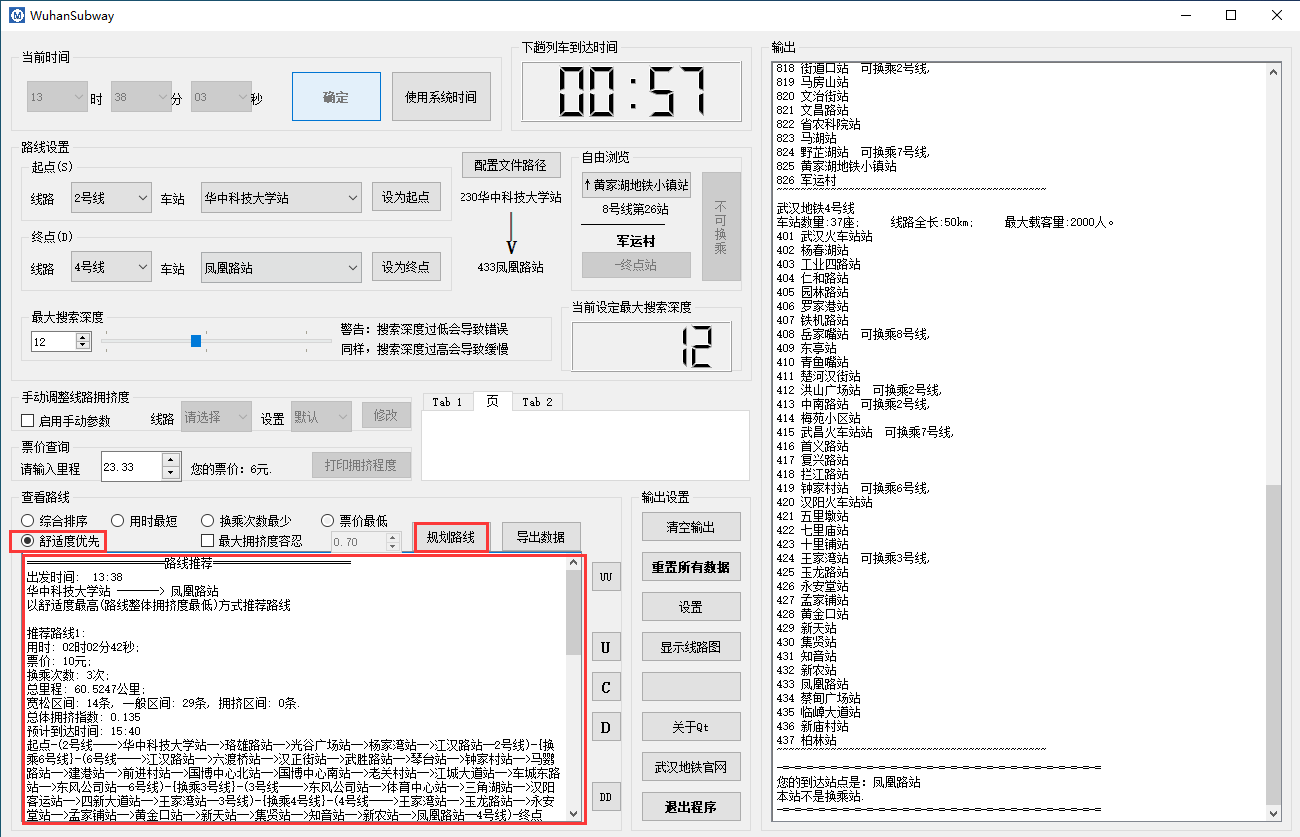 WuhanSubway
当前时间
13 时 38 分 03 秒
确定
使用系统时间
下趟列车到达时间
00:57
路线设置
起点(S)
线路 2号线 车站 华中科技大学站 设为起点
终点(D)
线路 4号线 车站 凤凰路站 设为终点
配置文件路径
230华中科技大学站
V
433凤凰路站
自由浏览
↑黄家湖地铁小镇站
8号线第26站
军运村
-终点站
不可换乘
最大搜索深度
12
警告：搜索深度过低会导致错误
同样，搜索深度过高会导致缓慢
当前设定最大搜索深度
12
手动调整线路拥挤度
启用手动参数 线路 请选择 设置 默认 修改
票价查询
请输入里程 23.33 您的票价：6元. 打印拥挤程度
Tab 1 页 Tab 2
查看路线
综合排序 用时最短 换乘次数最少 票价最低
舒适度优先 最大拥挤度容忍 0.70 规划路线 导出数据
═══════════路线推荐═══════════
出发时间： 13:38
华中科技大学站 ———> 凤凰路站
以舒适度最高(路线整体拥挤度最低)方式推荐路线
推荐路线1:
用时：02时02分42秒;
票价：10元;
换乘次数：3次;
总里程：60.5247公里;
宽松区间：14条, 一般区间：29条, 拥挤区间：0条.
总体拥挤指数：0.135
预计到达时间：15:40
起点-(2号线——>华中科技大学站—>珞雄路站—>光谷广场站—>杨家湾站—>江汉路站—2号线)-{换
乘6号线}-(6号线——>江汉路站—>六渡桥站—>汉正街站—>武胜路站—>琴台站—>钟家村站—>马鹦
路站—>建港站—>前进村站—>国博中心北站—>国博中心南站—>老关村站—>江城大道站—>车城东路
站—>东风公司站—6号线)-{换乘3号线}-(3号线——>东风公司站—>体育中心站—>三角湖站—>汉阳
客运站—>四新大道站—>王家湾站—3号线)-{换乘4号线}-(4号线——>王家湾站—>玉龙路站—>永安
堂站—>孟家铺站—>黄金口站—>新天站—>集贤站—>知音站—>新农站—>凤凰路站—4号线)-终点
UU
U
C
D
DD
输出设置
清空输出
重置所有数据
设置
显示线路图
关于Qt
武汉地铁官网
退出程序
输出
818 街道口站 可换乘2号线,
819 马房山站
820 文治街站
821 文昌路站
822 省农科院站
823 马湖站
824 野芷湖站 可换乘7号线,
825 黄家湖地铁小镇站
826 军运村
~~~~~~~~~~~~~~~~~~~~~~~~~~~~~~~~~~~~~~~~~~~~~
武汉地铁4号线
车站数量:37座; 线路全长:50km; 最大载客量:2000人。
401 武汉火车站站
402 杨春湖站
403 工业四路站
404 仁和路站
405 园林路站
406 罗家港站
407 铁机路站
408 岳家嘴站 可换乘8号线,
409 东亭站
410 青鱼嘴站
411 楚河汉街站
412 洪山广场站 可换乘2号线,
413 中南路站 可换乘2号线,
414 梅苑小区站
415 武昌火车站站 可换乘7号线,
416 首义路站
417 复兴路站
418 拦江路站
419 钟家村站 可换乘6号线,
420 汉阳火车站站
421 五里墩站
422 七里庙站
423 十里铺站
424 王家湾站 可换乘3号线,
425 玉龙路站
426 永安堂站
427 孟家铺站
428 黄金口站
429 新天站
430 集贤站
431 知音站
432 新农站
433 凤凰路站
434 蔡甸广场站
435 临嶂大道站
436 新庙村站
437 柏林站
~~~~~~~~~~~~~~~~~~~~~~~~~~~~~~~~~~~~~~~~~~~~~
您的到达站点是：凤凰路站
本站不是换乘站.